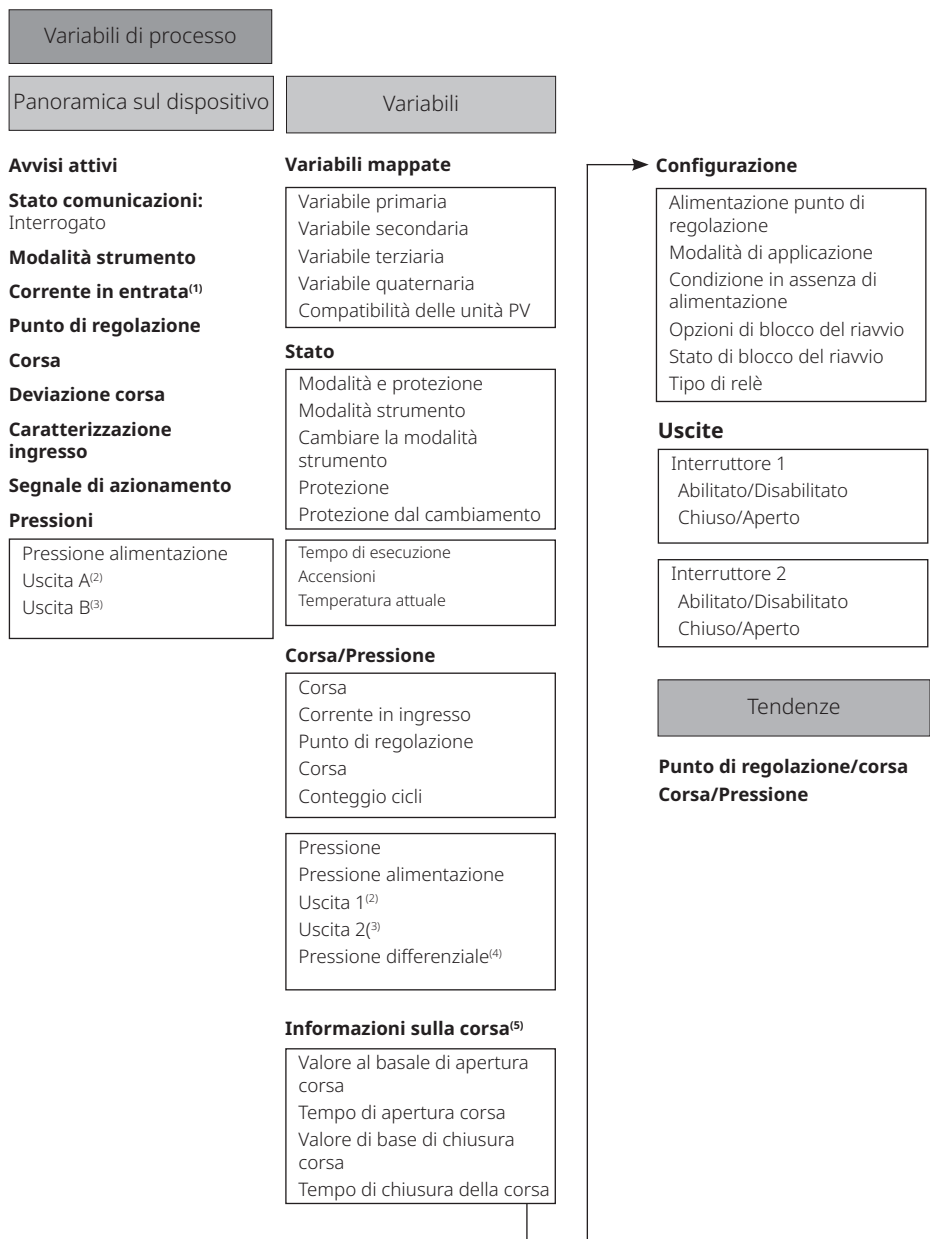 Variabili di processo
Panoramica sul dispositivo
Avvisi attivi
Stato comunicazioni:
Interrogato
Modalità strumento
Corrente in entrata(1)
Punto di regolazione
Corsa
Deviazione corsa
Caratterizzazione
ingresso
Segnale di azionamento
Pressioni
Pressione alimentazione
Uscita A(2)
Uscita B(3)
Variabili
Variabili mappate
Variabile primaria
Variabile secondaria
Variabile terziaria
Variabile quaternaria
Compatibilità delle unità PV
Stato
Modalità e protezione
Modalità strumento
Cambiare la modalità
strumento
Protezione
Protezione dal cambiamento
Tempo di esecuzione
Accensioni
Temperatura attuale
Corsa/Pressione
Corsa
Corrente in ingresso
Punto di regolazione
Corsa
Conteggio cicli
Pressione
Pressione alimentazione
Uscita 1(2)
Uscita 2((3)
Pressione differenziale(4)
Informazioni sulla corsa(5)
Valore al basale di apertura
corsa
Tempo di apertura corsa
Valore di base di chiusura
corsa
Tempo di chiusura della corsa
Configurazione
Alimentazione punto di
regolazione
Modalità di applicazione
Condizione in assenza di
alimentazione
Opzioni di blocco del riavvio
Stato di blocco del riavvio
Tipo di relè
Uscite
Interruttore 1
Abilitato/Disabilitato
Chiuso/Aperto
Interruttore 2
Abilitato/Disabilitato
Chiuso/Aperto
Tendenze
Punto di regolazione/corsa
Corsa/Pressione